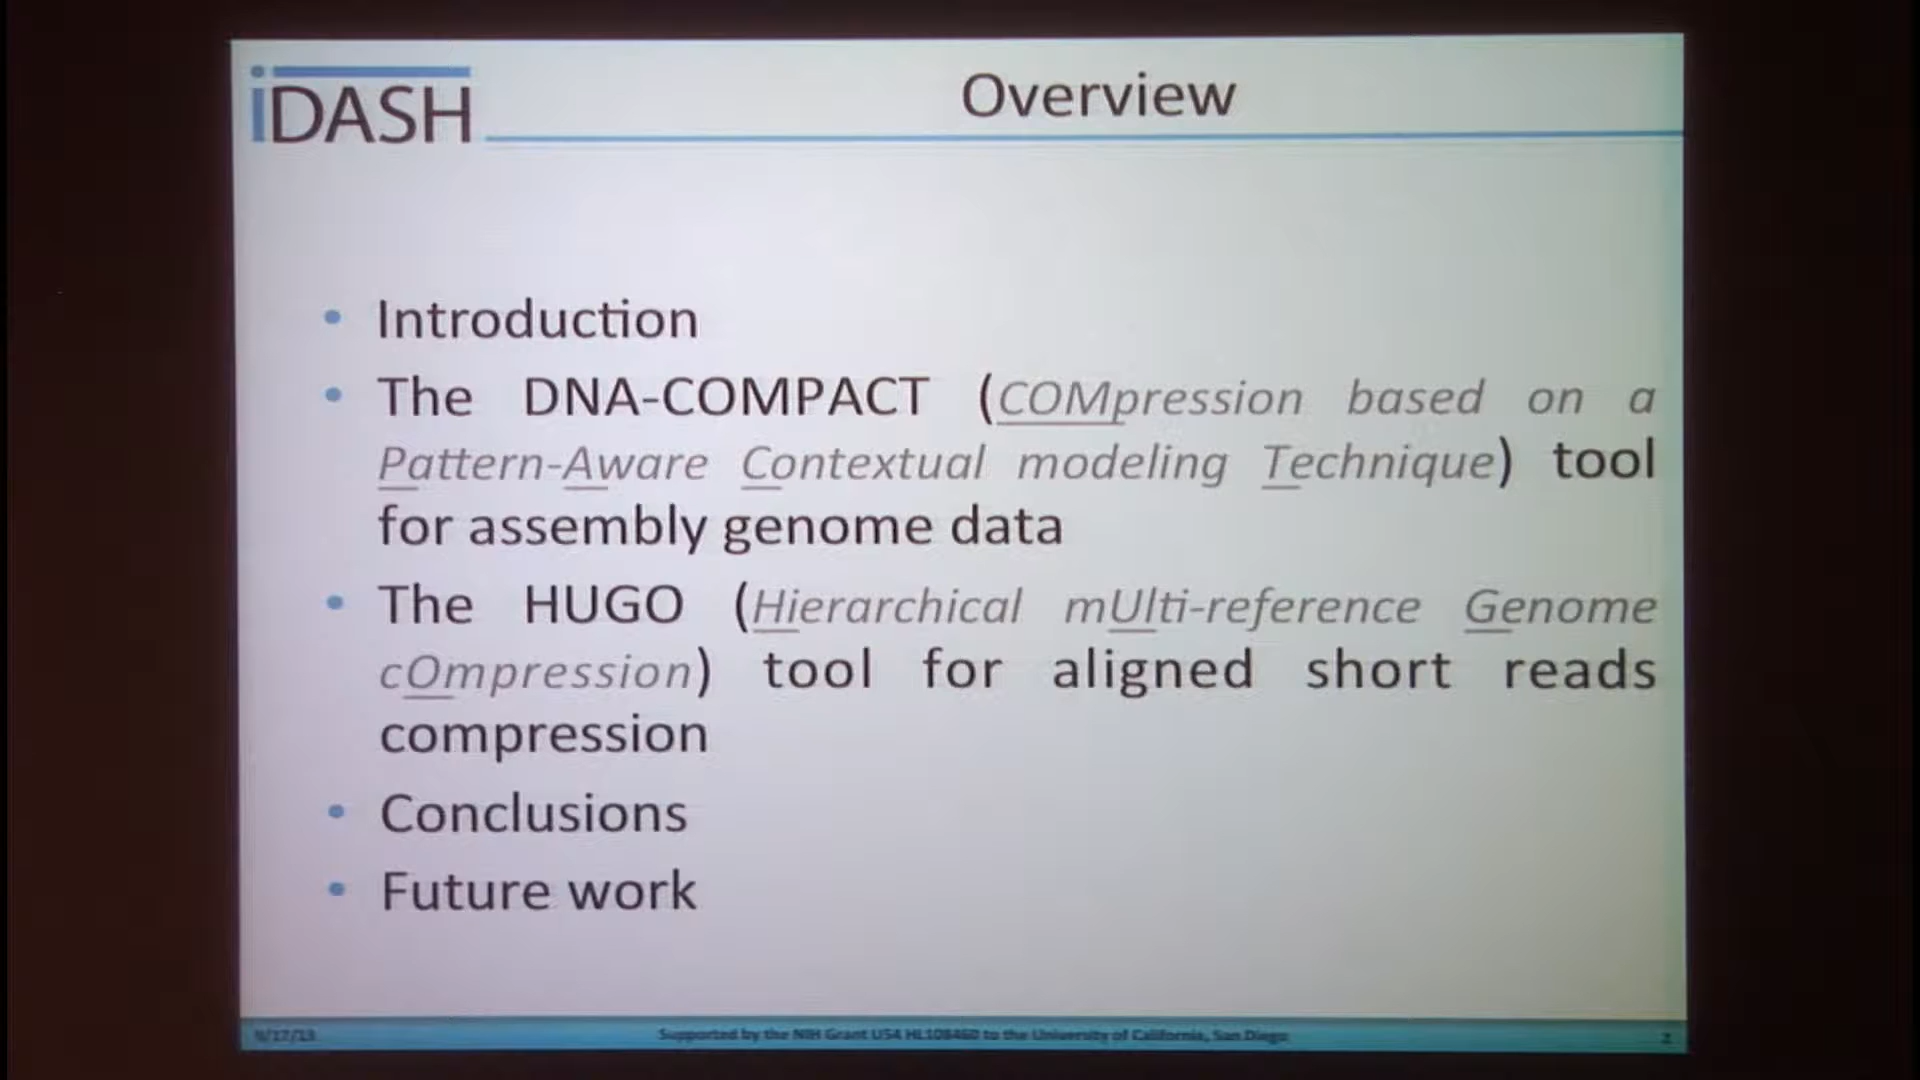 iDASH
Overview
• Introduction
• The DNA-COMPACT (COMpression based on a
Pattern-Aware Contextual modeling Technique) tool
for assembly genome data
• The HUGO (Hierarchical mUlti-reference Genome
cOmpression) tool for aligned short reads
compression
• Conclusions
• Future work
Supported by the NIH Grant U54 HL108460 to the University of California, San Diego
2